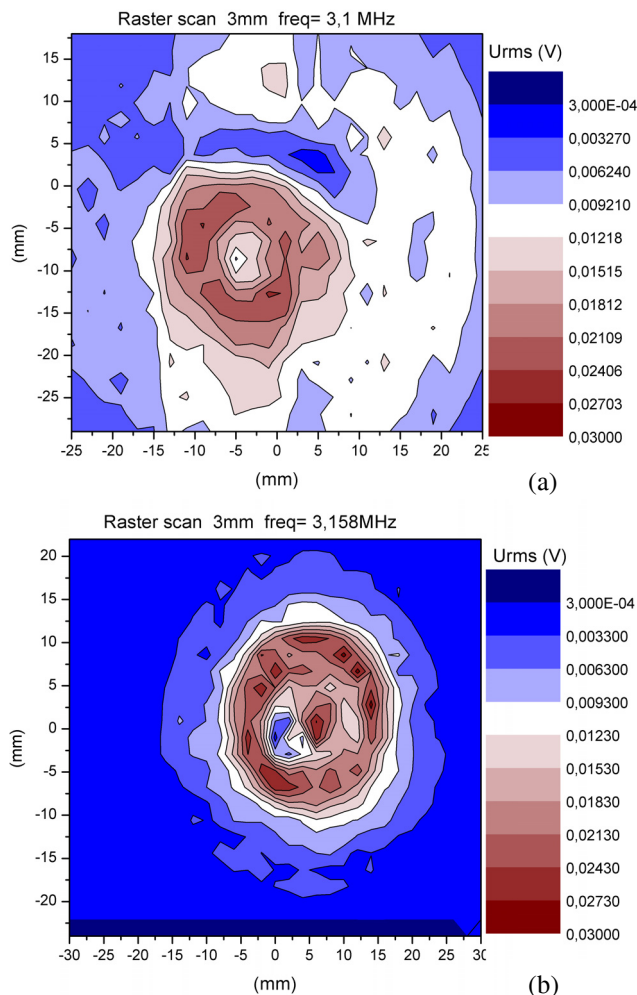 Raster scan 3mm freq= 3,1 MHz
Urms (V)
15
10
5
0
-5
-10
-15
-20
-25
(mm)
-25 -20 -15 -10 -5 0 5 10 15 20 25
(mm)
3,000E-04
0,003270
0,006240
0,009210
0,01218
0,01515
0,01812
0,02109
0,02406
0,02703
0,03000
(a)
Raster scan 3mm freq= 3,158MHz
Urms (V)
20
15
10
5
0
-5
-10
-15
-20
(mm)
-30 -25 -20 -15 -10 -5 0 5 10 15 20 25 30
(mm)
3,000E-04
0,003300
0,006300
0,009300
0,01230
0,01530
0,01830
0,02130
0,02430
0,02730
0,03000
(b)